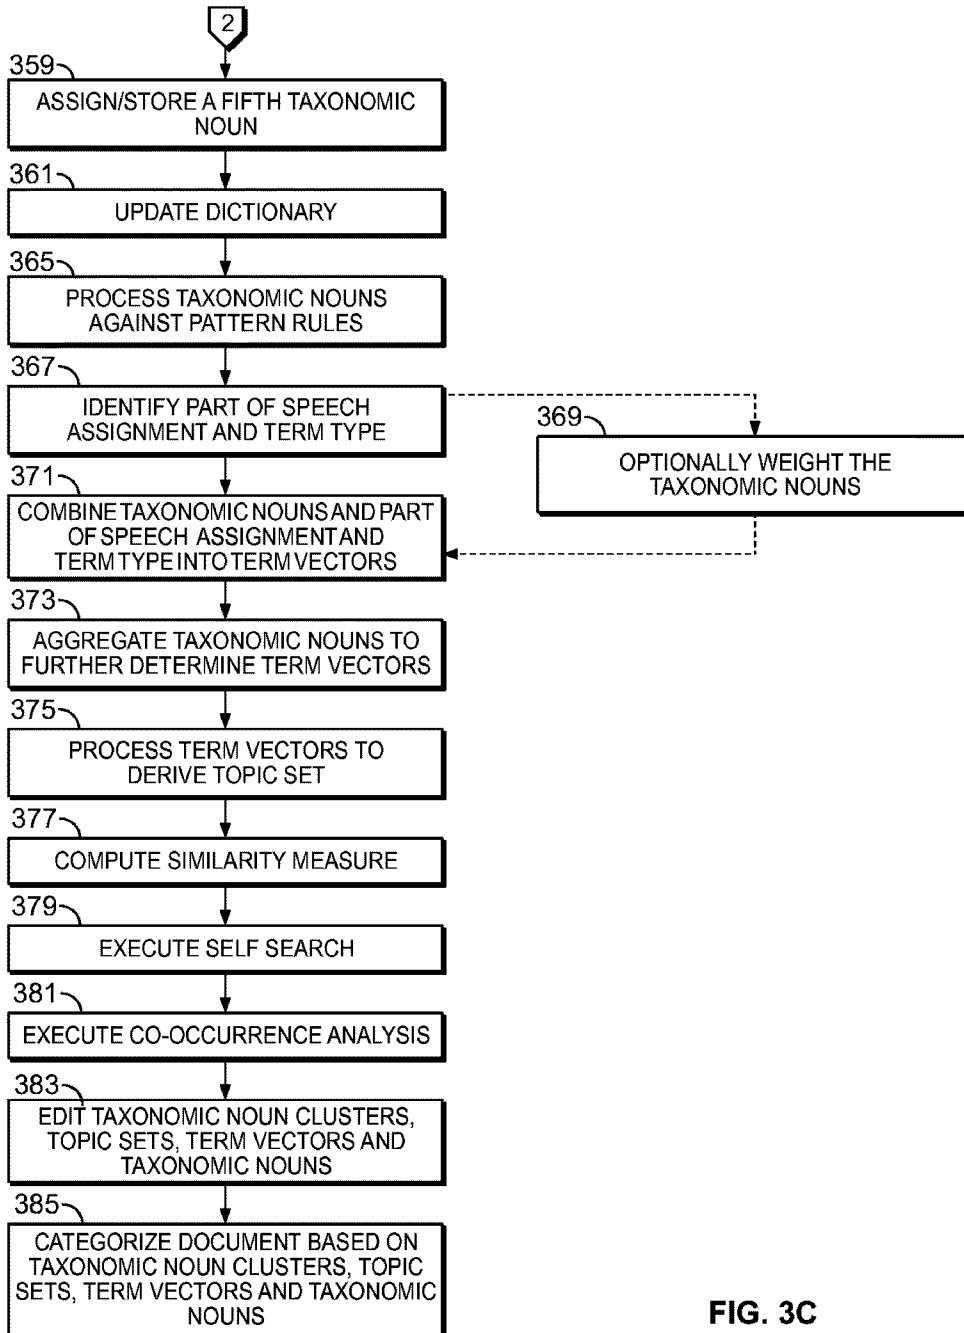 2
359
ASSIGN/STORE A FIFTH TAXONOMIC
NOUN
361
UPDATE DICTIONARY
365
PROCESS TAXONOMIC NOUNS
AGAINST PATTERN RULES
367
IDENTIFY PART OF SPEECH
ASSIGNMENT AND TERM TYPE
369
OPTIONALLY WEIGHT THE
TAXONOMIC NOUNS
371
COMBINE TAXONOMIC NOUNS AND PART
OF SPEECH ASSIGNMENT AND
TERM TYPE INTO TERM VECTORS
373
AGGREGATE TAXONOMIC NOUNS TO
FURTHER DETERMINE TERM VECTORS
375
PROCESS TERM VECTORS TO
DERIVE TOPIC SET
377
COMPUTE SIMILARITY MEASURE
379
EXECUTE SELF SEARCH
381
EXECUTE CO-OCCURRENCE ANALYSIS
383
EDIT TAXONOMIC NOUN CLUSTERS,
TOPIC SETS, TERM VECTORS AND
TAXONOMIC NOUNS
385
CATEGORIZE DOCUMENT BASED ON
TAXONOMIC NOUN CLUSTERS, TOPIC
SETS, TERM VECTORS AND TAXONOMIC
NOUNS
FIG. 3C